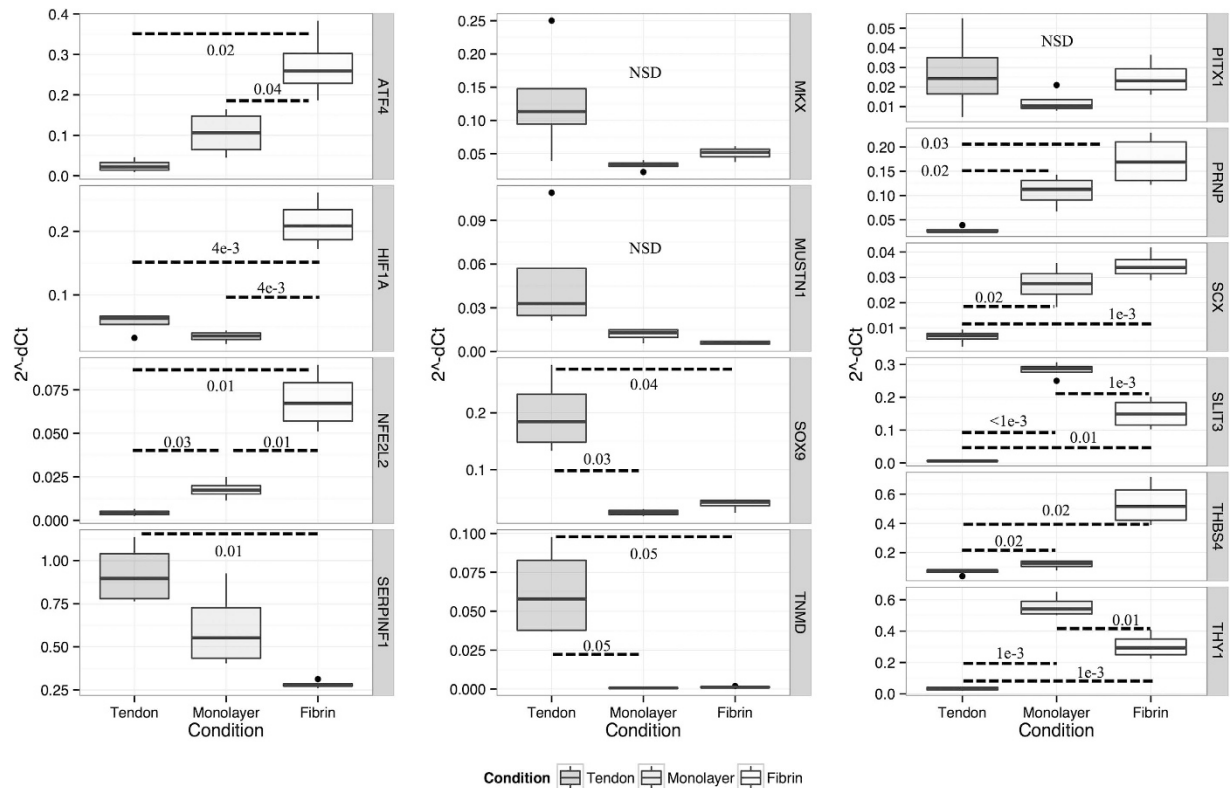 0.4
0.3
0.2
0.1
0.0
0.02
0.04
ATF4
0.2
0.1
4e-3
4e-3
HIF1A
0.075
0.050
0.025
0.000
0.01
0.03
0.01
NFE2L2
1.00
0.75
0.50
0.25
0.01
SERPINF1
2^-dCt
Tendon Monolayer Fibrin
Condition
0.25
0.20
0.15
0.10
0.05
NSD
MKX
0.09
0.06
0.03
0.00
NSD
MUSTN1
0.2
0.1
0.04
0.03
SOX9
0.100
0.075
0.050
0.025
0.000
0.05
0.05
TNMD
2^-dCt
Tendon Monolayer Fibrin
Condition
0.05
0.04
0.03
0.02
0.01
NSD
PITX1
0.20
0.15
0.10
0.05
0.03
0.02
PRNP
0.04
0.03
0.02
0.01
0.02
1e-3
SCX
0.3
0.2
0.1
0.0
1e-3
<1e-3
0.01
SLIT3
0.6
0.4
0.2
0.02
0.02
THBS4
0.6
0.4
0.2
0.0
0.01
1e-3
1e-3
THY1
2^-dCt
Tendon Monolayer Fibrin
Condition
Condition Tendon Monolayer Fibrin